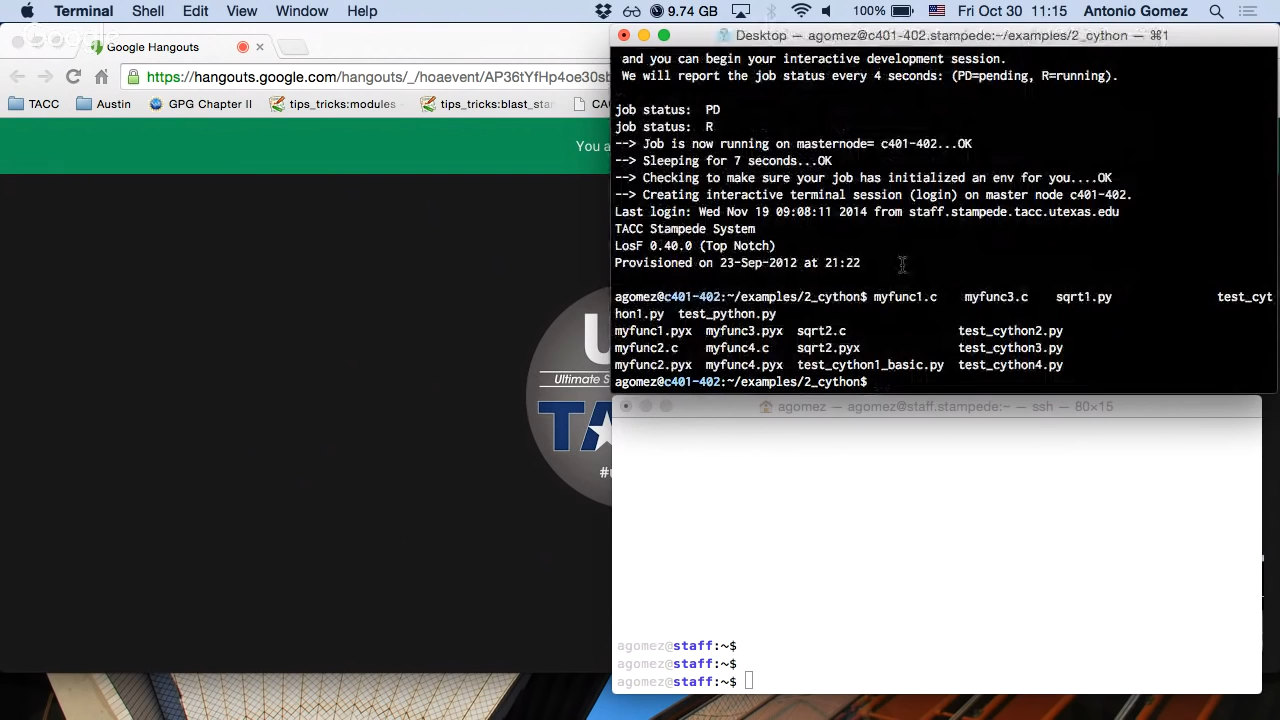 Terminal Shell Edit View Window Help 9.74 GB 100% Fri Oct 30 11:15 Antonio Gomez
Google
Google Hangouts
https://hangouts.google.com/hangouts/_/hoaevent/AP36tYfHp4oe30sb
TACC Austin GPG Chapter II tips_tricks:modules tips_tricks:blast_star
You a
U
Ultimate S
TA
#u
Desktop — agomez@c401-402.stampede:~/examples/2_cython — ⌘1
and you can begin your interactive development session.
We will report the job status every 4 seconds: (PD=pending, R=running).
job status: PD
job status: R
--> Job is now running on masternode= c401-402...OK
--> Sleeping for 7 seconds...OK
--> Checking to make sure your job has initialized an env for you....OK
--> Creating interactive terminal session (login) on master node c401-402.
Last login: Wed Nov 19 09:08:11 2014 from staff.stampede.tacc.utexas.edu
TACC Stampede System
LosF 0.40.0 (Top Notch)
Provisioned on 23-Sep-2012 at 21:22
agomez@c401-402:~/examples/2_cython$ myfunc1.c myfunc3.c sqrt1.py test_cyt
hon1.py test_python.py
myfunc1.pyx myfunc3.pyx sqrt2.c test_cython2.py
myfunc2.c myfunc4.c sqrt2.pyx test_cython3.py
myfunc2.pyx myfunc4.pyx test_cython1_basic.py test_cython4.py
agomez@c401-402:~/examples/2_cython$
agomez — agomez@staff.stampede:~ — ssh — 80×15
agomez@staff:~$
agomez@staff:~$
agomez@staff:~$